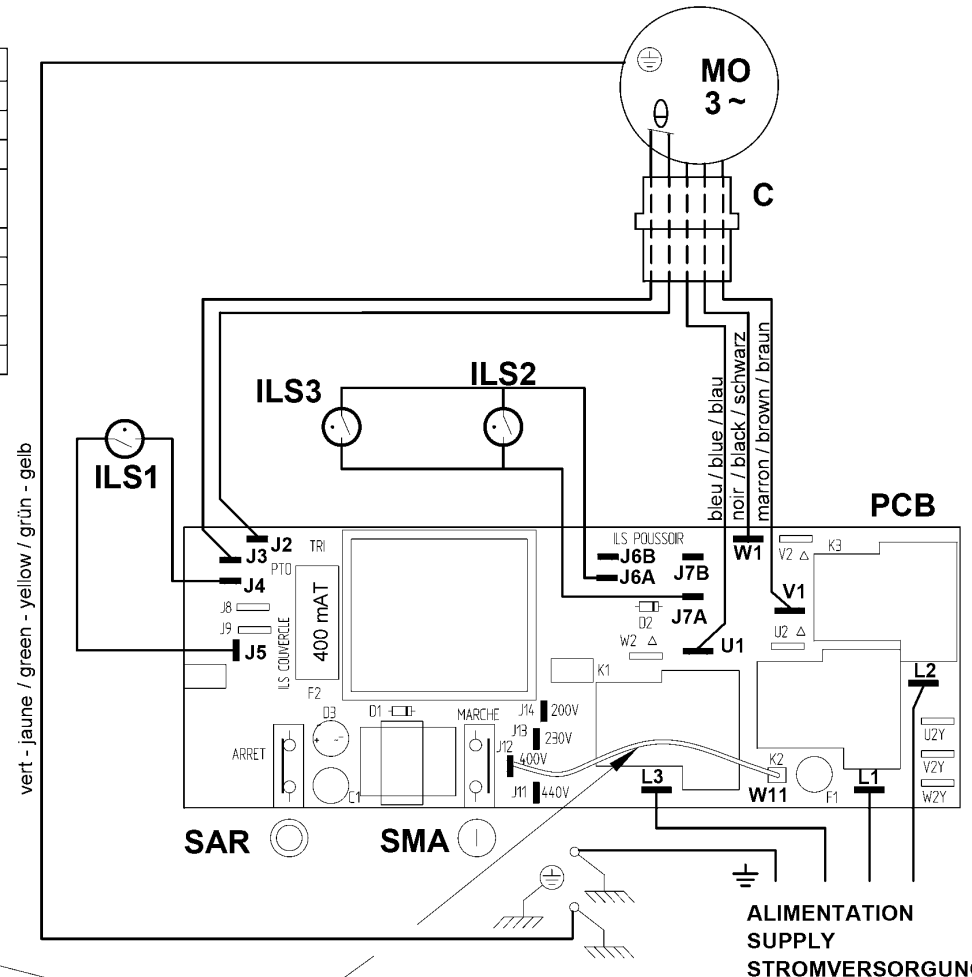 MO
3 ~
C
ILS3
ILS2
ILS1
bleu / blue / blau
noir / black / schwarz
marron / brown / braun
vert - jaune / green - yellow / grün - gelb
PCB
J2
J3
TRI
PTO
J4
J8
J9
J5
ILS COUVERCLE
400 mAT
F2
ILS POUSSOIR
J6B
J6A
J7B
J7A
D2
W2 △
U1
W1
V2 △
K3
V1
U2 △
L2
K1
D3
D1
MARCHE
ARRET
C1
J14 200V
J13 230V
J12 400V
J11 440V
L3
K2
W11
F1
L1
U2Y
V2Y
W2Y
SAR
SMA
ALIMENTATION
SUPPLY
STROMVERSORGUNG